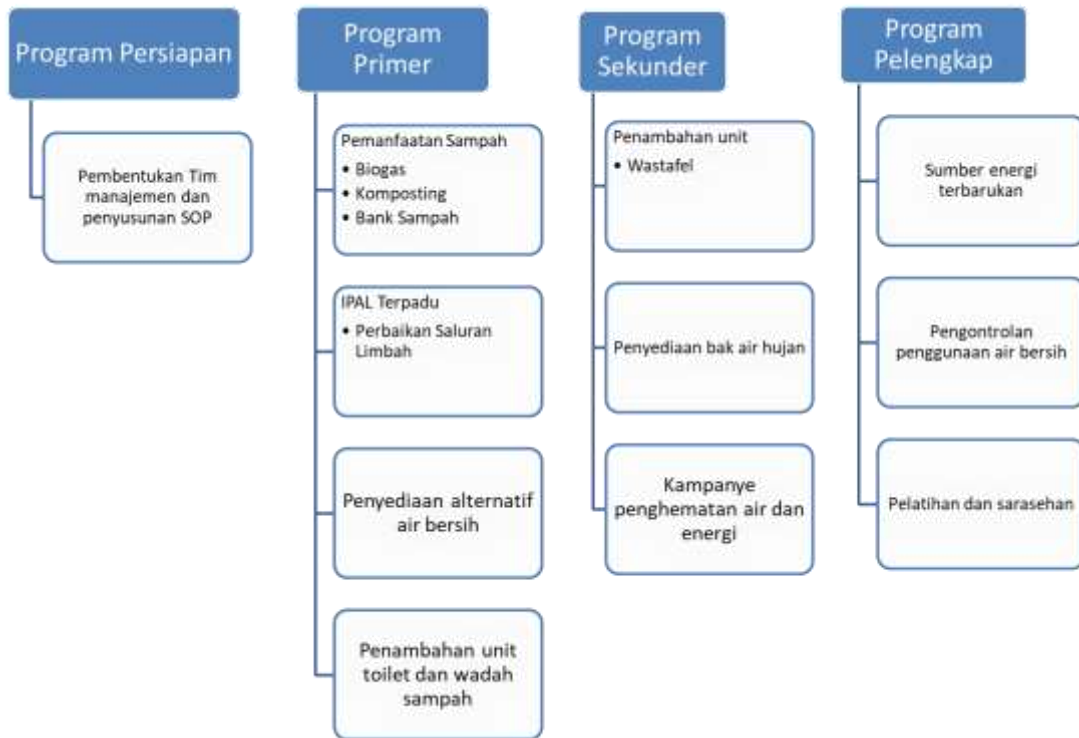 Program Persiapan
Pembentukan Tim
manajemen dan
penyusunan SOP
Program
Primer
Pemanfaatan Sampah
• Biogas
• Komposting
• Bank Sampah
IPAL Terpadu
• Perbaikan Saluran
Limbah
Penyediaan alternatif
air bersih
Penambahan unit
toilet dan wadah
sampah
Program
Sekunder
Penambahan unit
• Wastafel
Penyediaan bak air hujan
Kampanye
penghematan air dan
energi
Program
Pelengkap
Sumber energi
terbarukan
Pengontrolan
penggunaan air bersih
Pelatihan dan sarasehan